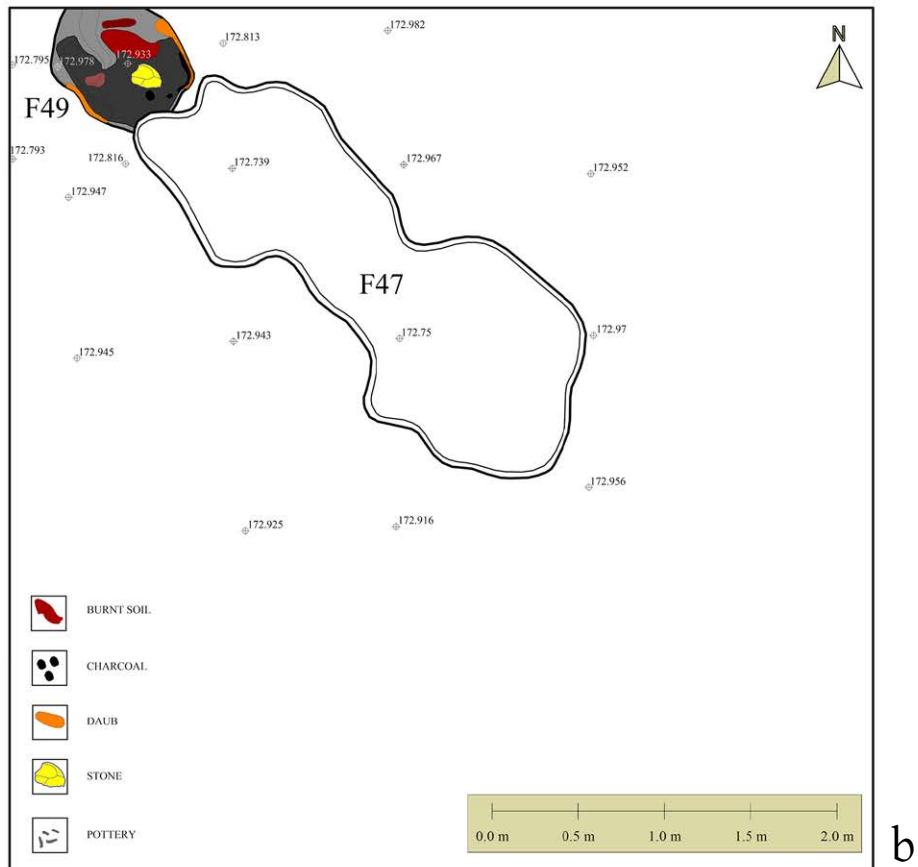 172.982
N
172.813
172.795
172.978
172.933
F49
172.793
172.816
172.739
172.967
172.952
172.947
F47
172.943
172.75
172.97
172.945
172.956
172.925
172.916
BURNT SOIL
CHARCOAL
DAUB
STONE
POTTERY
0.0 m 0.5 m 1.0 m 1.5 m 2.0 m
b